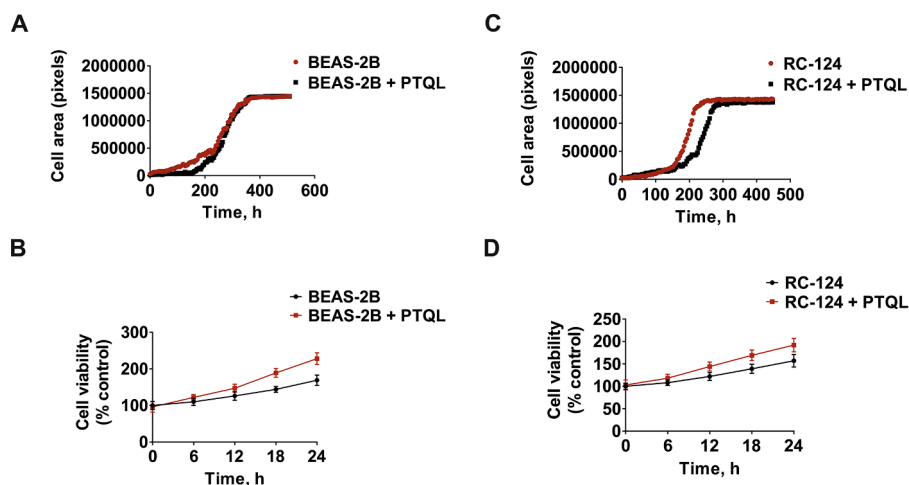 A
BEAS-2B
BEAS-2B + PTQL
Cell area (pixels)
2000000
1500000
1000000
500000
0
0 200 400 600
Time, h
C
RC-124
RC-124 + PTQL
Cell area (pixels)
2000000
1500000
1000000
500000
0
0 100 200 300 400 500
Time, h
B
BEAS-2B
BEAS-2B + PTQL
Cell viability
(% control)
300
200
100
0
0 6 12 18 24
Time, h
D
RC-124
RC-124 + PTQL
Cell viability
(% control)
250
200
150
100
50
0
0 6 12 18 24
Time, h